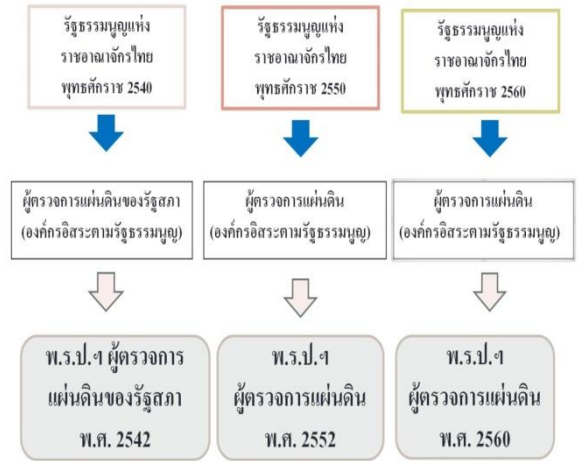 รัฐธรรมนูญแห่ง
ราชอาณาจักรไทย
พุทธศักราช 2540
รัฐธรรมนูญแห่ง
ราชอาณาจักรไทย
พุทธศักราช 2550
รัฐธรรมนูญแห่ง
ราชอาณาจักรไทย
พุทธศักราช 2560
ผู้ตรวจการแผ่นดินของรัฐสภา
(องค์กรอิสระตามรัฐธรรมนูญ)
ผู้ตรวจการแผ่นดิน
(องค์กรอิสระตามรัฐธรรมนูญ)
ผู้ตรวจการแผ่นดิน
(องค์กรอิสระตามรัฐธรรมนูญ)
พ.ร.ป.ฯ ผู้ตรวจการ
แผ่นดินของรัฐสภา
พ.ศ. 2542
พ.ร.ป.ฯ
ผู้ตรวจการแผ่นดิน
พ.ศ. 2552
พ.ร.ป.ฯ
ผู้ตรวจการแผ่นดิน
พ.ศ. 2560